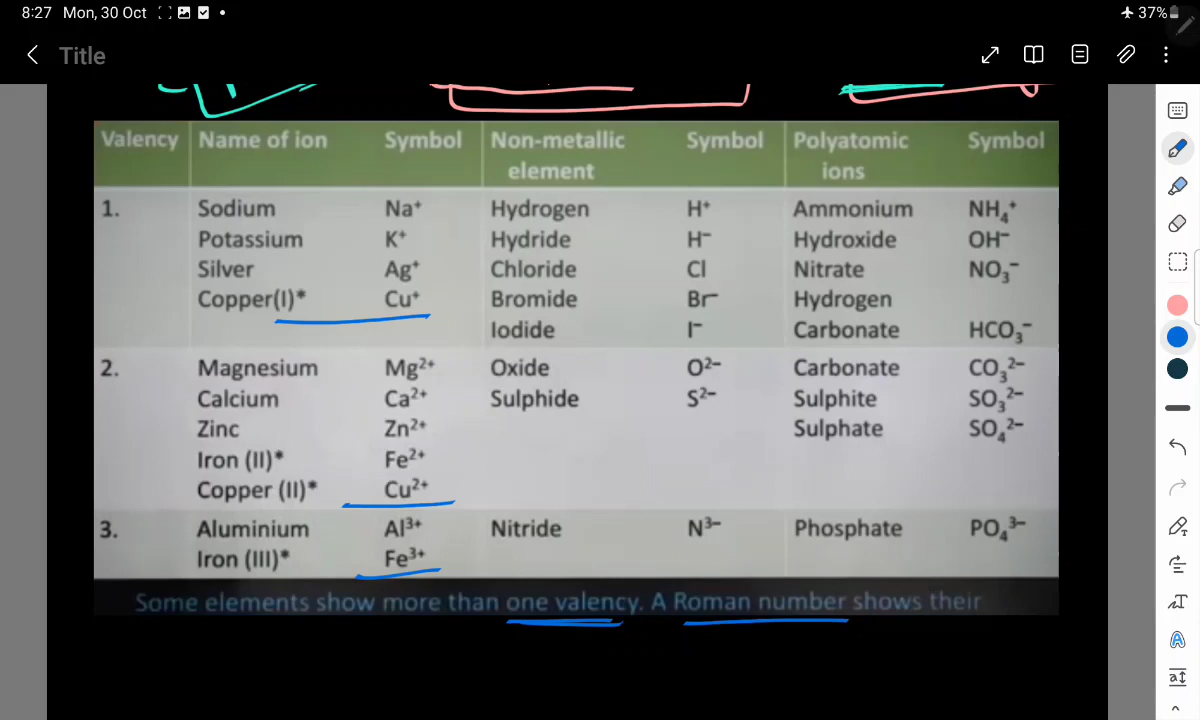 8:27 Mon, 30 Oct 37%
Title
Valency Name of ion Symbol Non-metallic element Symbol Polyatomic ions Symbol
1. Sodium Na⁺ Hydrogen H⁺ Ammonium NH₄⁺
Potassium K⁺ Hydride H⁻ Hydroxide OH⁻
Silver Ag⁺ Chloride Cl Nitrate NO₃⁻
Copper(I)* Cu⁺ Bromide Br⁻ Hydrogen
Iodide I⁻ Carbonate HCO₃⁻
2. Magnesium Mg²⁺ Oxide O²⁻ Carbonate CO₃²⁻
Calcium Ca²⁺ Sulphide S²⁻ Sulphite SO₃²⁻
Zinc Zn²⁺ Sulphate SO₄²⁻
Iron (II)* Fe²⁺
Copper (II)* Cu²⁺
3. Aluminium Al³⁺ Nitride N³⁻ Phosphate PO₄³⁻
Iron (III)* Fe³⁺
Some elements show more than one valency. A Roman number shows their